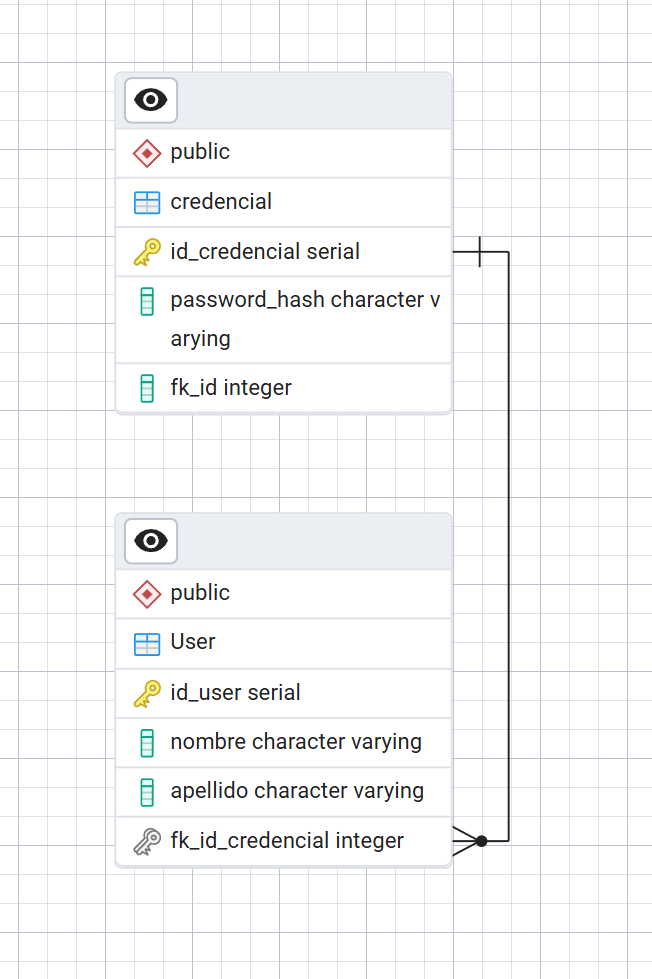 public
credencial
id_credencial serial
password_hash character v
arying
fk_id integer
public
User
id_user serial
nombre character varying
apellido character varying
fk_id_credencial integer